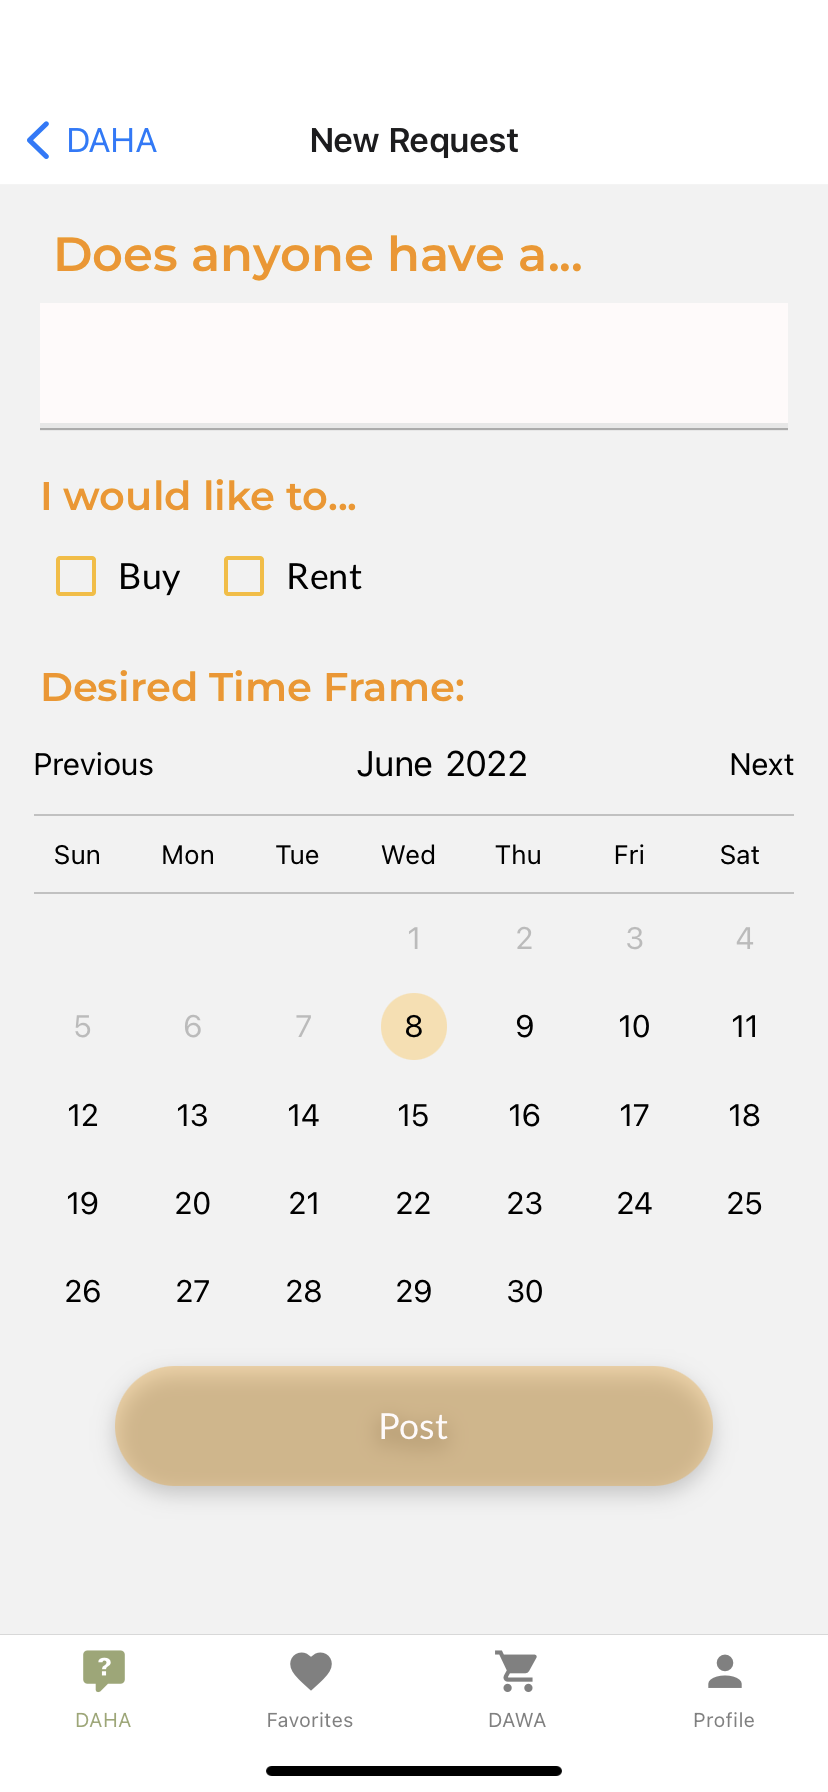 DAHA New Request
Does anyone have a...
I would like to...
Buy Rent
Desired Time Frame:
Previous June 2022 Next
Sun Mon Tue Wed Thu Fri Sat
1 2 3 4
5 6 7 8 9 10 11
12 13 14 15 16 17 18
19 20 21 22 23 24 25
26 27 28 29 30
Post
?
DAHA Favorites DAWA Profile